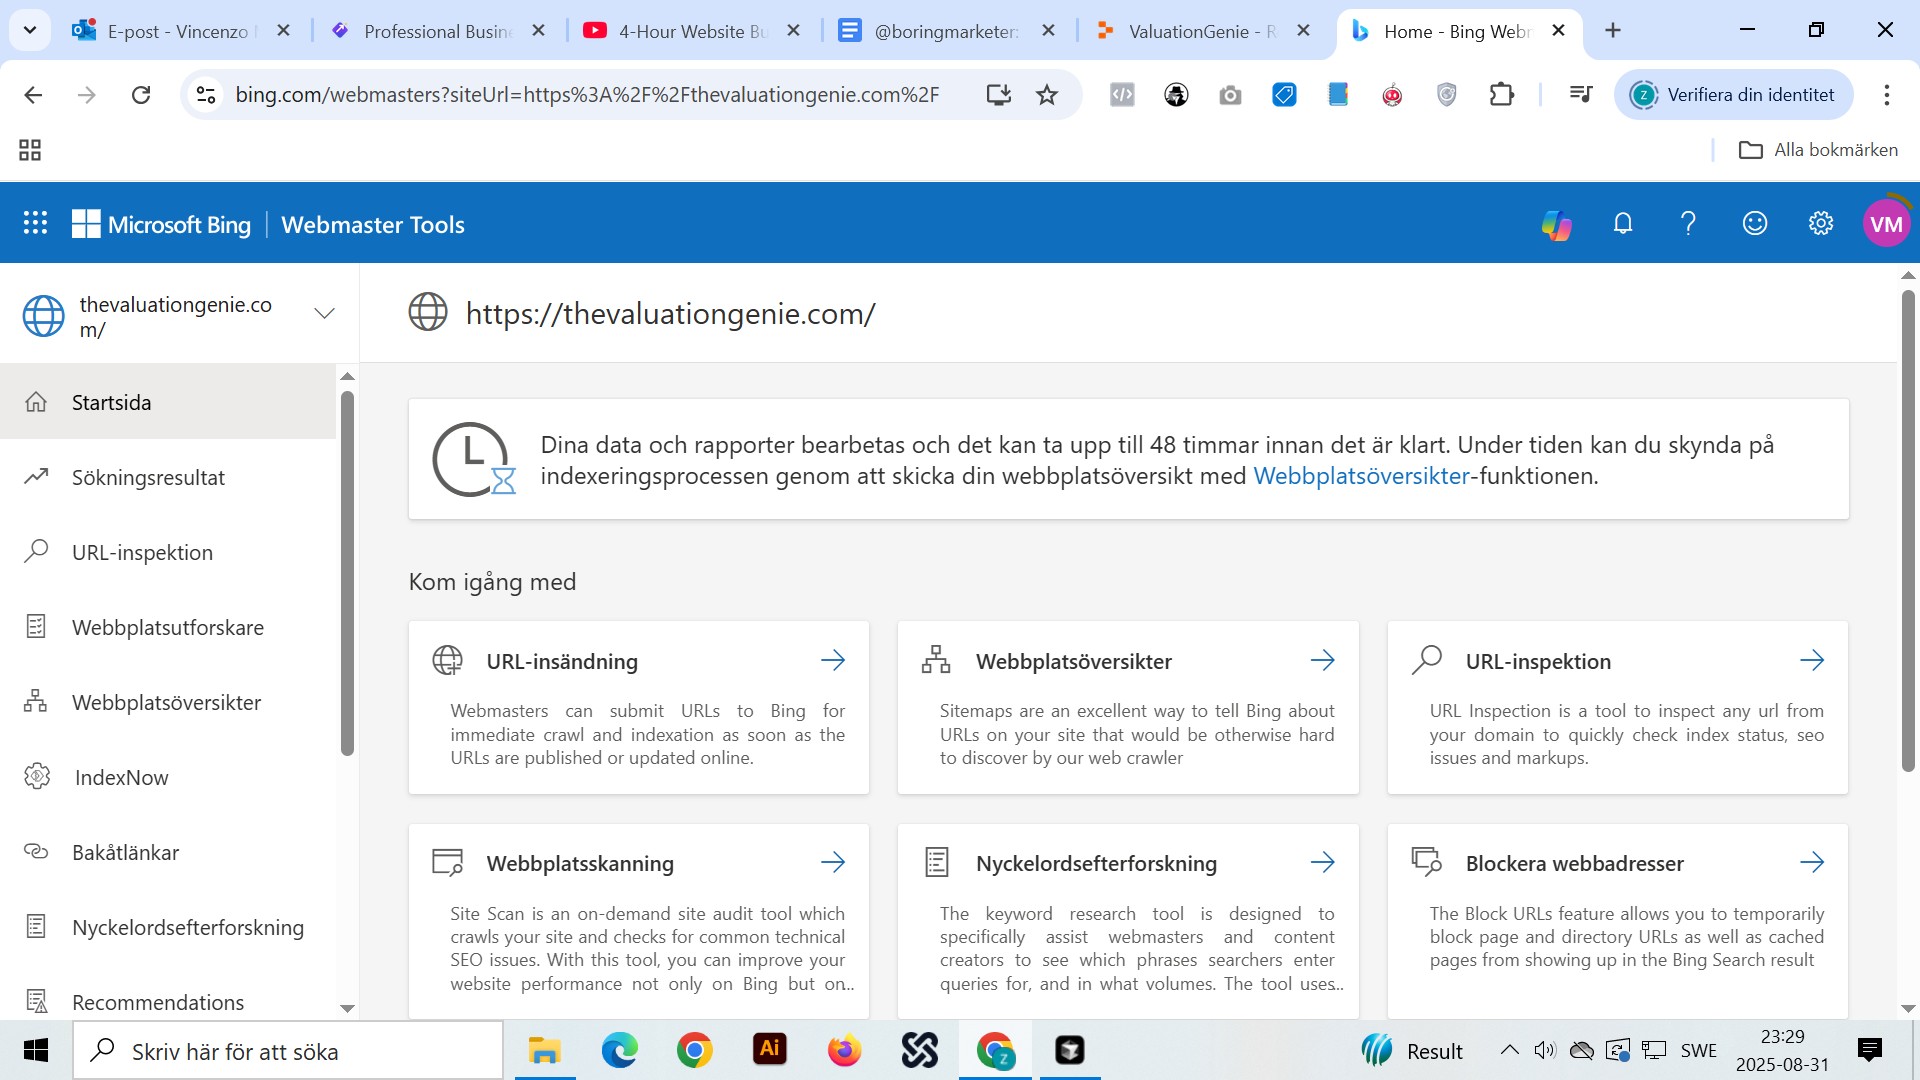 E-post - Vincenzo
Professional Busine
4-Hour Website Bu
@boringmarketer:
ValuationGenie - R
Home - Bing Webm
bing.com/webmasters?siteUrl=https%3A%2F%2Fthevaluationgenie.com%2F
Verifiera din identitet
Alla bokmärken
Microsoft Bing
Webmaster Tools
VM
thevaluationgenie.co
m/
https://thevaluationgenie.com/
Startsida
Sökningsresultat
URL-inspektion
Webbplatsutforskare
Webbplatsöversikter
IndexNow
Bakåtlänkar
Nyckelordsefterforskning
Recommendations
Dina data och rapporter bearbetas och det kan ta upp till 48 timmar innan det är klart. Under tiden kan du skynda på
indexeringsprocessen genom att skicka din webbplatsöversikt med Webbplatsöversikter-funktionen.
Kom igång med
URL-insändning
Webmasters can submit URLs to Bing for
immediate crawl and indexation as soon as the
URLs are published or updated online.
Webbplatsöversikter
Sitemaps are an excellent way to tell Bing about
URLs on your site that would be otherwise hard
to discover by our web crawler
URL-inspektion
URL Inspection is a tool to inspect any url from
your domain to quickly check index status, seo
issues and markups.
Webbplatsskanning
Site Scan is an on-demand site audit tool which
crawls your site and checks for common technical
SEO issues. With this tool, you can improve your
website performance not only on Bing but on...
Nyckelordsefterforskning
The keyword research tool is designed to
specifically assist webmasters and content
creators to see which phrases searchers enter
queries for, and in what volumes. The tool uses...
Blockera webbadresser
The Block URLs feature allows you to temporarily
block page and directory URLs as well as cached
pages from showing up in the Bing Search result
Skriv här för att söka
Ai
Z
Result
SWE
23:29
2025-08-31